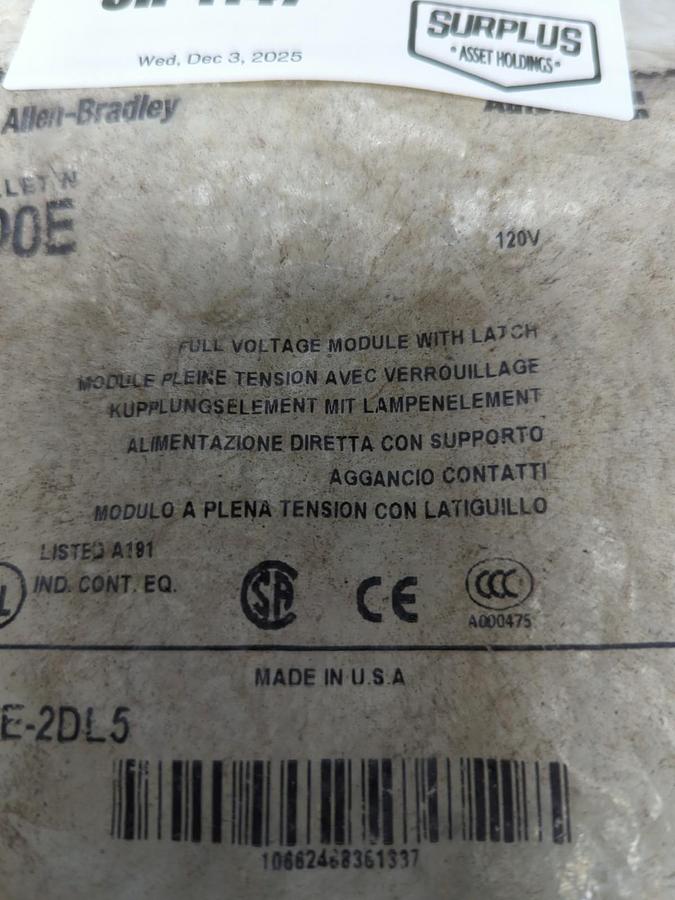 Wed, Dec 3, 2025
SURPLUS
ASSET HOLDINGS
Allen-Bradley
00E
120V
FULL VOLTAGE MODULE WITH LATCH
MODULE PLEINE TENSION AVEC VERROUILLAGE
KUPPLUNGSELEMENT MIT LAMPENELEMENT
ALIMENTAZIONE DIRETTA CON SUPPORTO
AGGANCIO CONTATTI
MODULO A PLENA TENSION CON LATIGUILLO
LISTED A191
IND. CONT. EQ.
CE
CCC
A000475
MADE IN U.S.A
E-2DL5
10662468361337